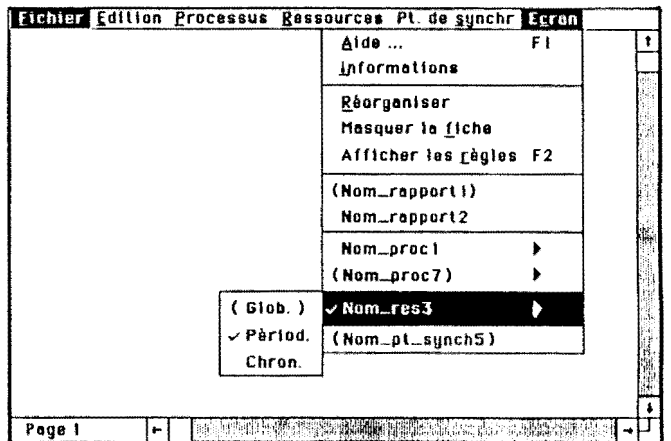 Fichier Edition Processus Ressources Pt. de synchr Ecran
Aide ... F1
Informations
Réorganiser
Masquer la fiche
Afficher les règles F2
(Nom_rapport1)
Nom_rapport2
Nom_proc1
(Nom_proc7)
( Glob. ) ✓ Nom_res3
✓ Pèriod. (Nom_pt_synch5)
Chron.
Page 1